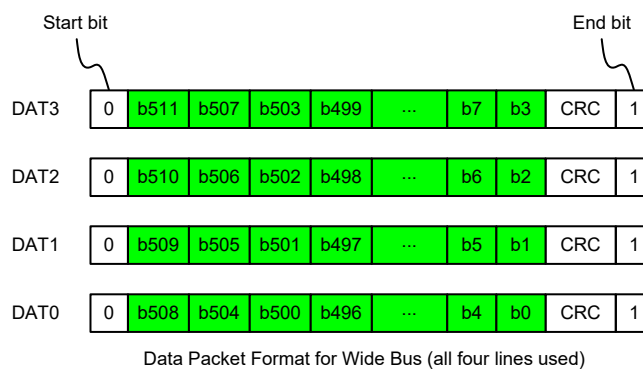 Start bit End bit
DAT3 0 b511 b507 b503 b499 ... b7 b3 CRC 1
DAT2 0 b510 b506 b502 b498 ... b6 b2 CRC 1
DAT1 0 b509 b505 b501 b497 ... b5 b1 CRC 1
DAT0 0 b508 b504 b500 b496 ... b4 b0 CRC 1
Data Packet Format for Wide Bus (all four lines used)